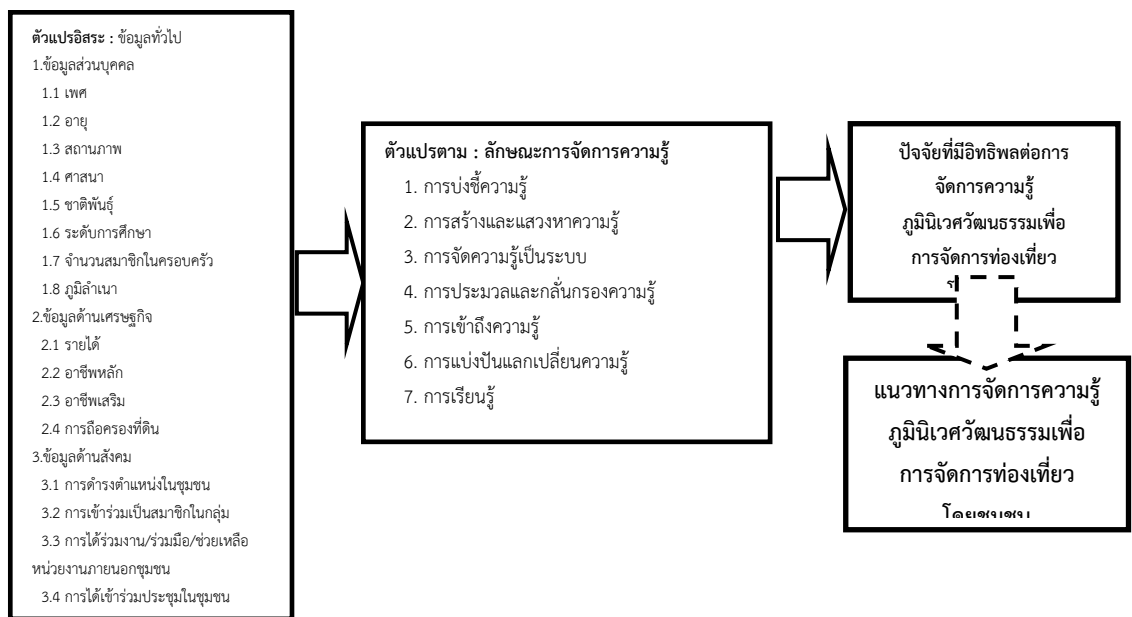 ตัวแปรอิสระ : ข้อมูลทั่วไป
1.ข้อมูลส่วนบุคคล
1.1 เพศ
1.2 อายุ
1.3 สถานภาพ
1.4 ศาสนา
1.5 ชาติพันธุ์
1.6 ระดับการศึกษา
1.7 จำนวนสมาชิกในครอบครัว
1.8 ภูมิลำเนา
2.ข้อมูลด้านเศรษฐกิจ
2.1 รายได้
2.2 อาชีพหลัก
2.3 อาชีพเสริม
2.4 การถือครองที่ดิน
3.ข้อมูลด้านสังคม
3.1 การดำรงตำแหน่งในชุมชน
3.2 การเข้าร่วมเป็นสมาชิกในกลุ่ม
3.3 การได้ร่วมงาน/ร่วมมือ/ช่วยเหลือ
หน่วยงานภายนอกชุมชน
3.4 การได้เข้าร่วมประชุมในชุมชน
ตัวแปรตาม : ลักษณะการจัดการความรู้
1. การบ่งชี้ความรู้
2. การสร้างและแสวงหาความรู้
3. การจัดความรู้เป็นระบบ
4. การประมวลและกลั่นกรองความรู้
5. การเข้าถึงความรู้
6. การแบ่งปันแลกเปลี่ยนความรู้
7. การเรียนรู้
ปัจจัยที่มีอิทธิพลต่อการ
จัดการความรู้
ภูมินิเวศวัฒนธรรมเพื่อ
การจัดการท่องเที่ยว
แนวทางการจัดการความรู้
ภูมินิเวศวัฒนธรรมเพื่อ
การจัดการท่องเที่ยว
โดยชุมชน